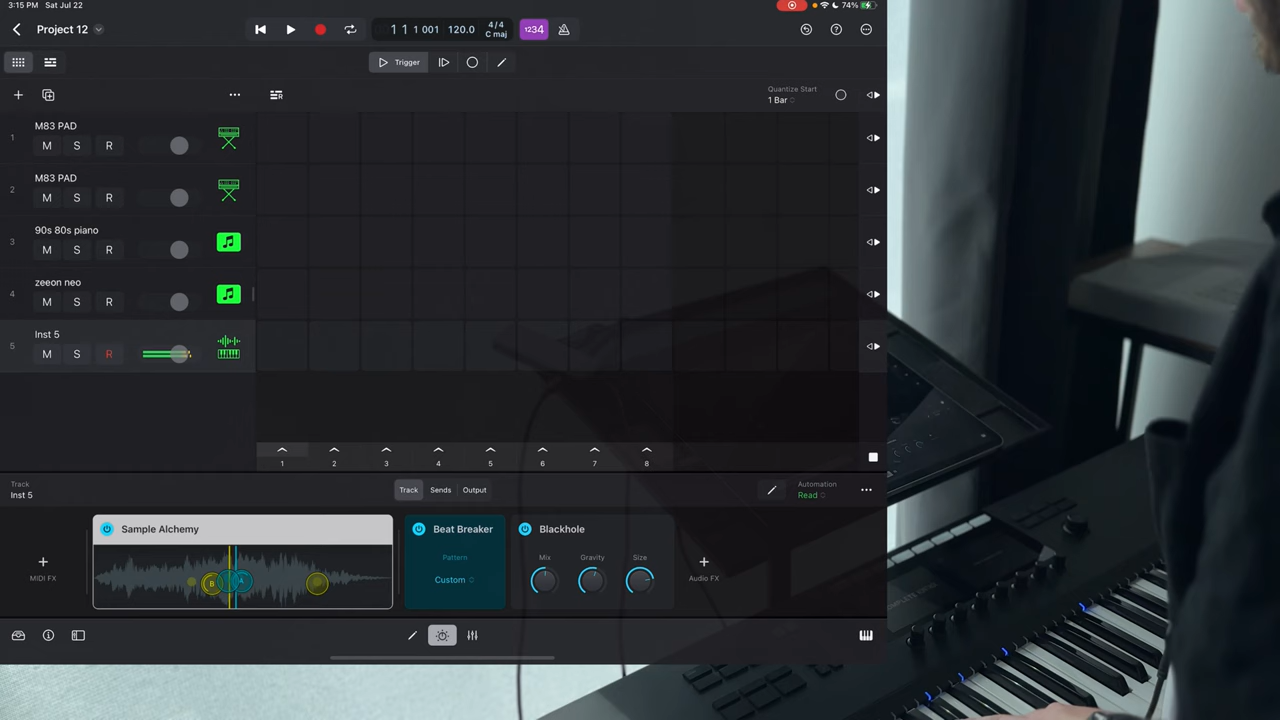 3:15 PM Sat Jul 22
74%
Project 12
1 1 1 001 120.0 4/4 C maj
1234
Trigger
Quantize Start
1 Bar
1 M83 PAD
M S R
2 M83 PAD
M S R
3 90s 80s piano
M S R
4 zeeon neo
M S R
5 Inst 5
M S R
1 2 3 4 5 6 7 8
Track
Inst 5
Track Sends Output
Automation
Read
MIDI FX
Sample Alchemy
B A
Beat Breaker
Pattern
Custom
Blackhole
Mix Gravity Size
Audio FX